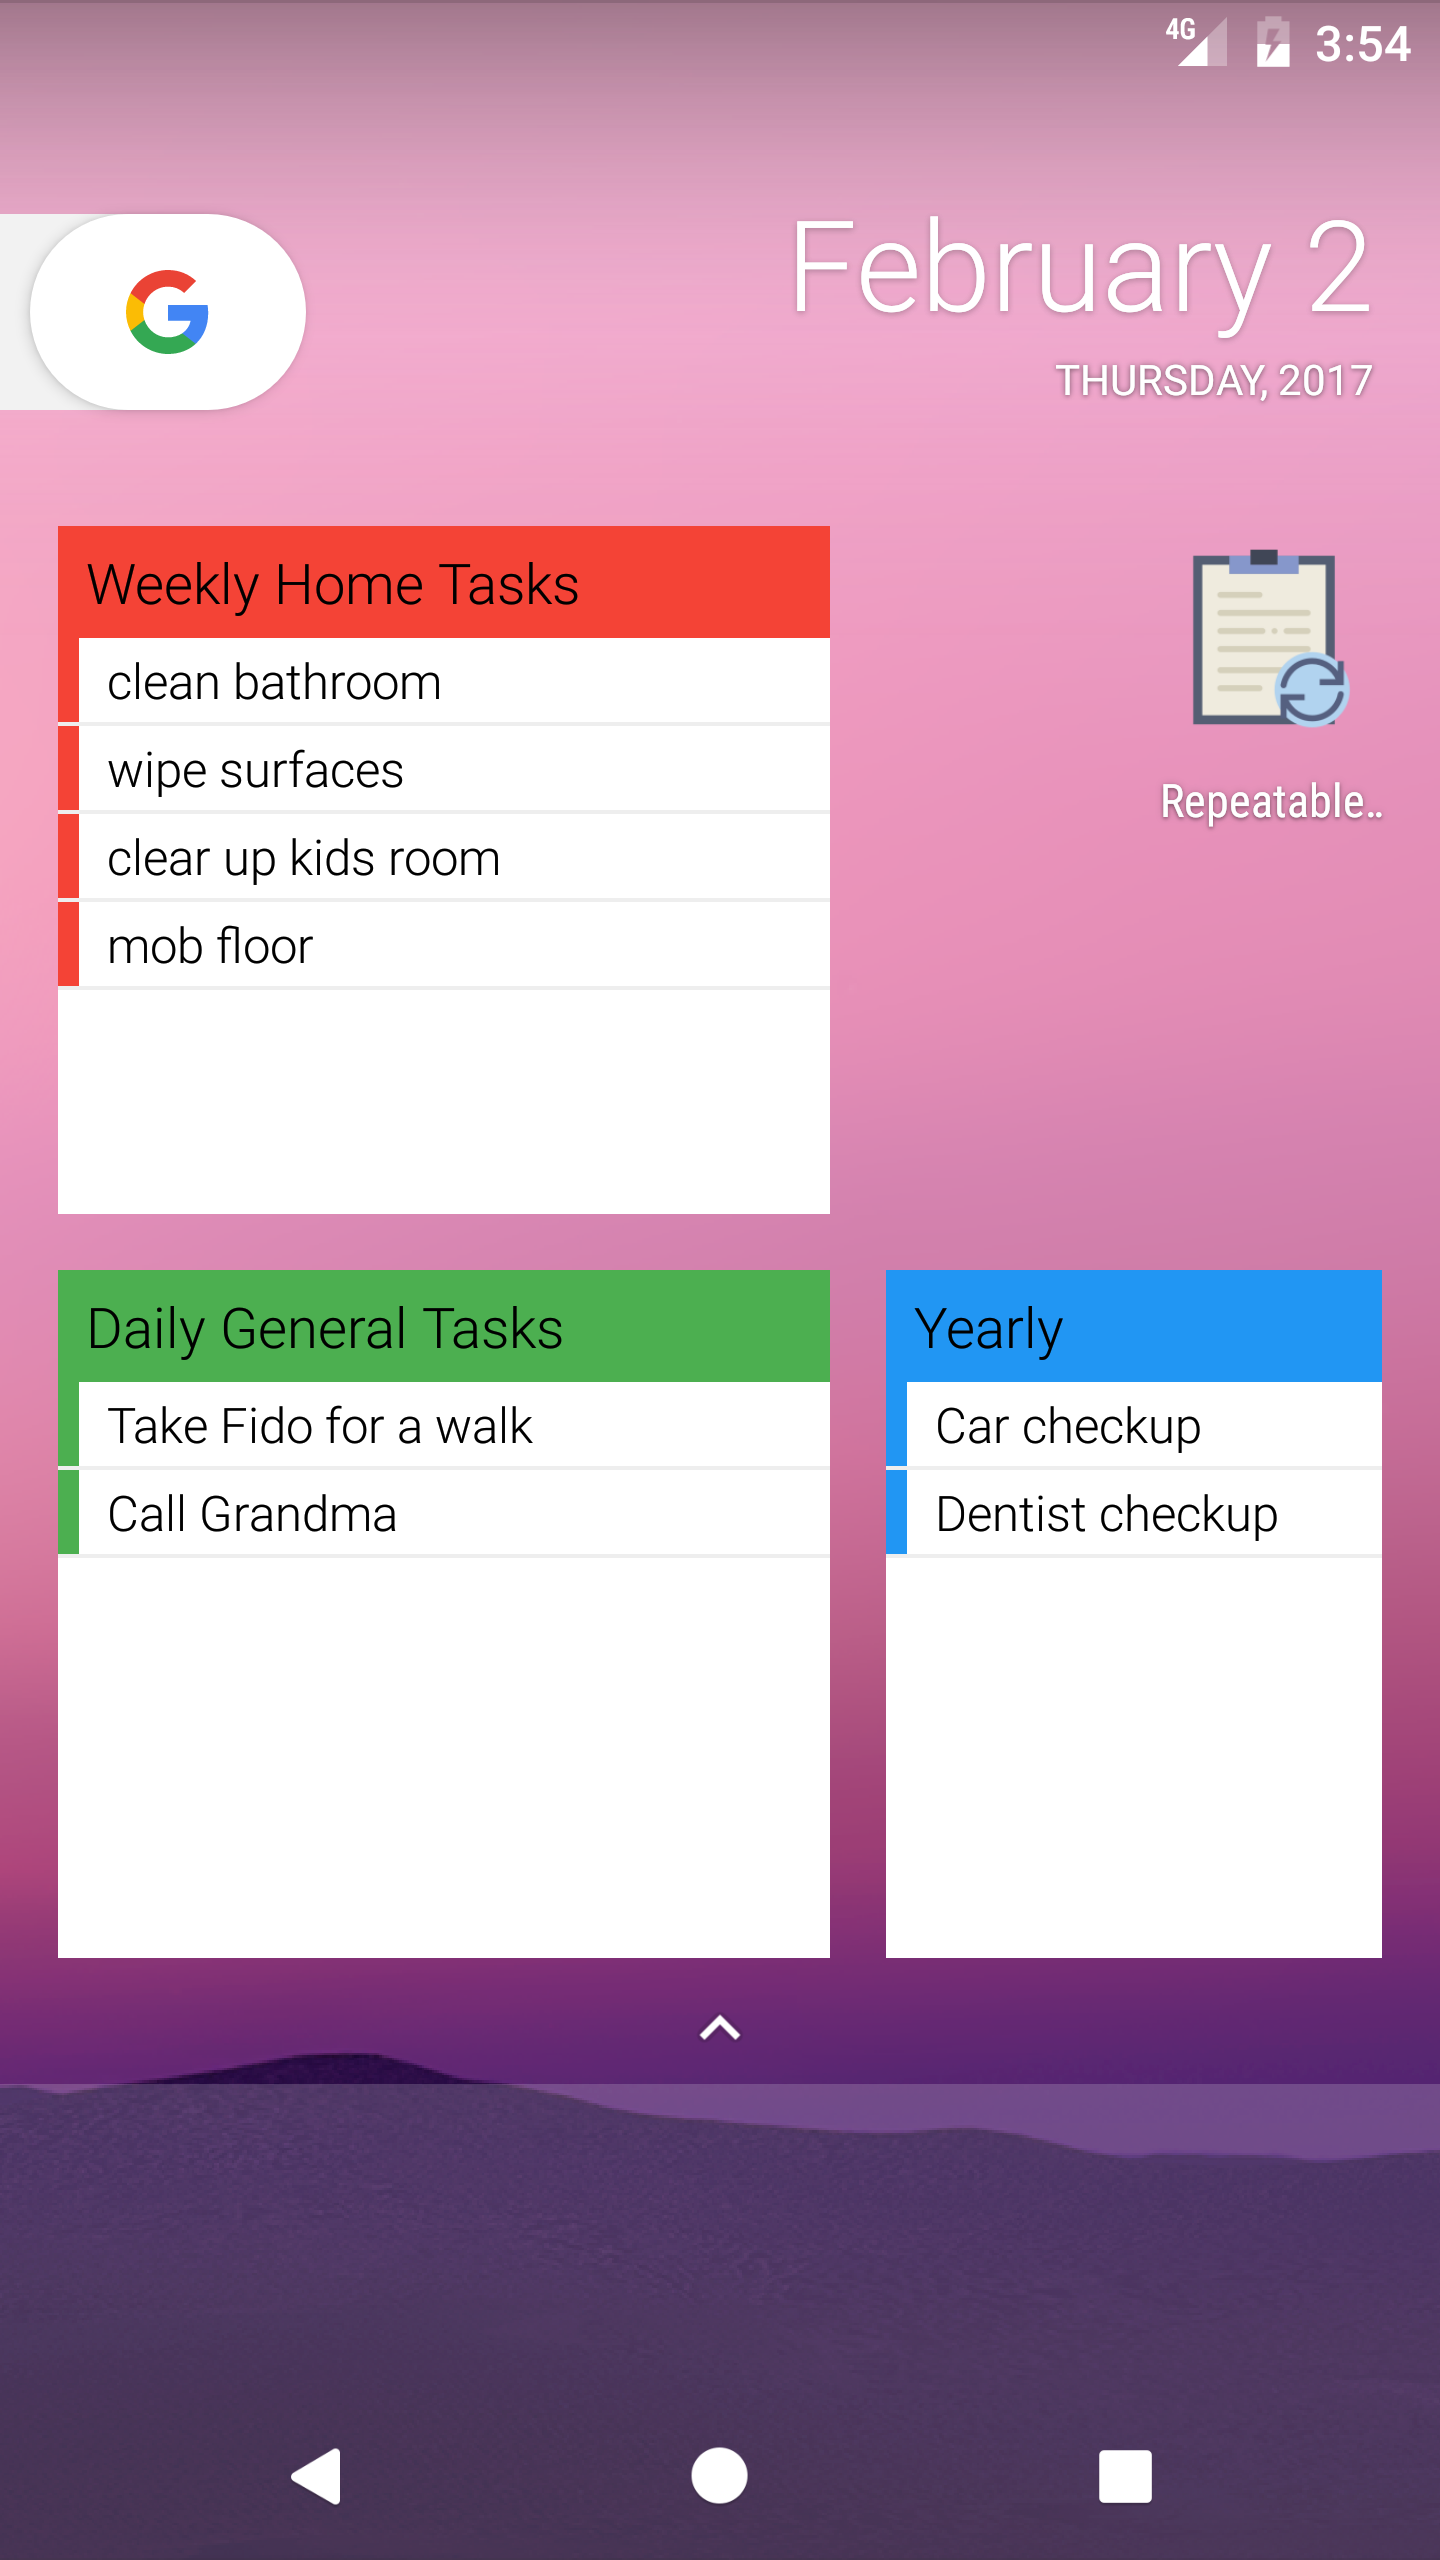 4G 3:54
February 2
THURSDAY, 2017
Weekly Home Tasks
clean bathroom
wipe surfaces
clear up kids room
mob floor
Repeatable…
Daily General Tasks
Take Fido for a walk
Call Grandma
Yearly
Car checkup
Dentist checkup